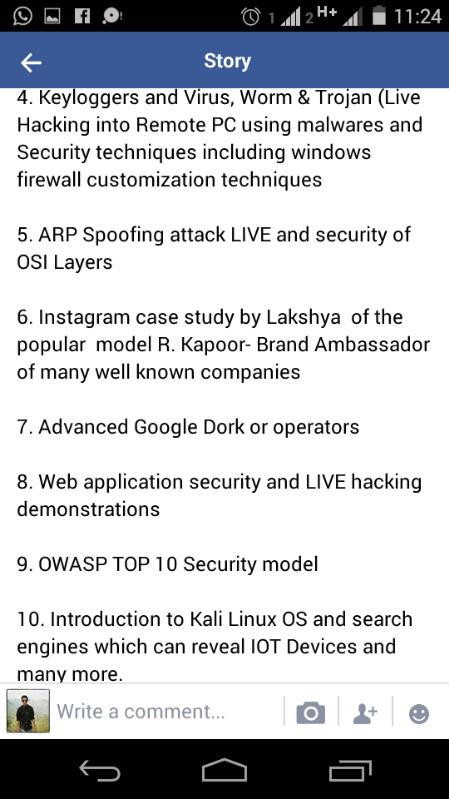 1 2 H+ 11:24
Story
4. Keyloggers and Virus, Worm & Trojan (Live
Hacking into Remote PC using malwares and
Security techniques including windows
firewall customization techniques
5. ARP Spoofing attack LIVE and security of
OSI Layers
6. Instagram case study by Lakshya  of the
popular  model R. Kapoor- Brand Ambassador
of many well known companies
7. Advanced Google Dork or operators
8. Web application security and LIVE hacking
demonstrations
9. OWASP TOP 10 Security model
10. Introduction to Kali Linux OS and search
engines which can reveal IOT Devices and
many more.
Write a comment...